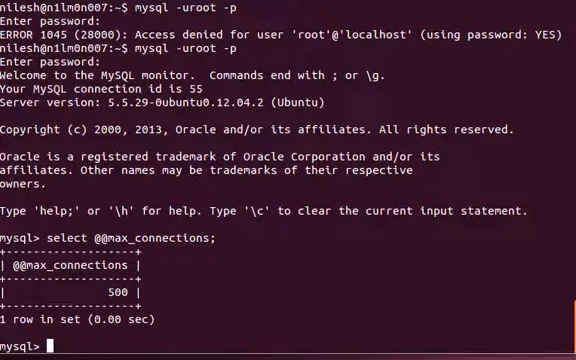 nilesh@n1lm0n007:~$ mysql -uroot -p
Enter password:
ERROR 1045 (28000): Access denied for user 'root'@'localhost' (using password: YES)
nilesh@n1lm0n007:~$ mysql -uroot -p
Enter password:
Welcome to the MySQL monitor.  Commands end with ; or \g.
Your MySQL connection id is 55
Server version: 5.5.29-0ubuntu0.12.04.2 (Ubuntu)
Copyright (c) 2000, 2013, Oracle and/or its affiliates. All rights reserved.
Oracle is a registered trademark of Oracle Corporation and/or its
affiliates. Other names may be trademarks of their respective
owners.
Type 'help;' or '\h' for help. Type '\c' to clear the current input statement.
mysql> select @@max_connections;
+-------------------+
| @@max_connections |
+-------------------+
|               500 |
+-------------------+
1 row in set (0.00 sec)
mysql>